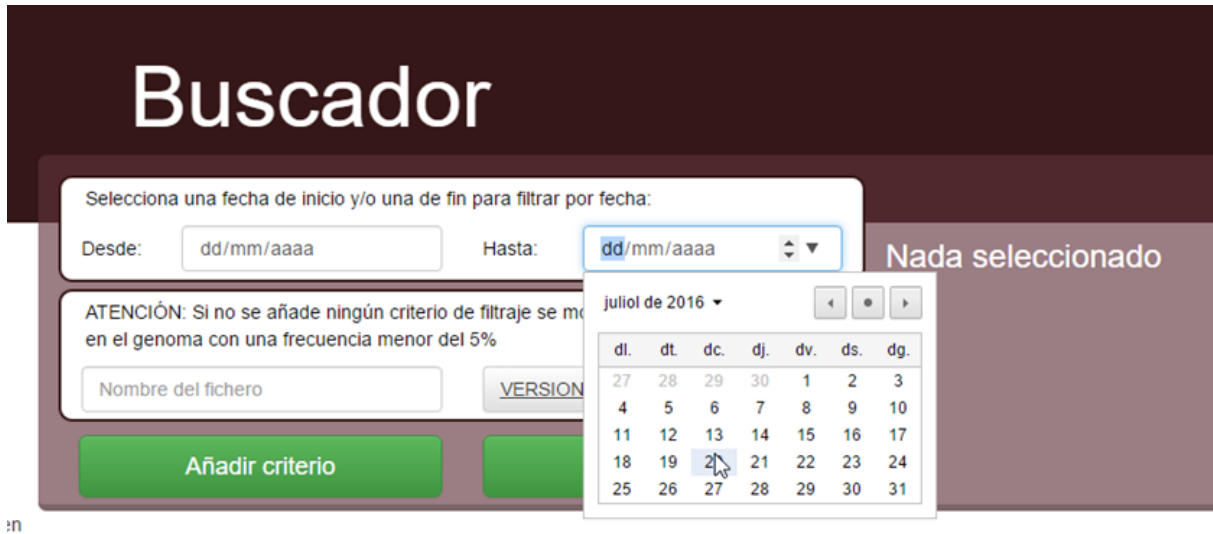 Buscador
Selecciona una fecha de inicio y/o una de fin para filtrar por fecha:
Desde: dd/mm/aaaa Hasta: dd/mm/aaaa
Nada seleccionado
ATENCIÓN: Si no se añade ningún criterio de filtraje se
en el genoma con una frecuencia menor del 5%
Nombre del fichero VERSION
Añadir criterio
juliol de 2016
dl. dt. dc. dj. dv. ds. dg.
27 28 29 30 1 2 3
4 5 6 7 8 9 10
11 12 13 14 15 16 17
18 19 21 22 23 24
25 26 27 28 29 30 31
en